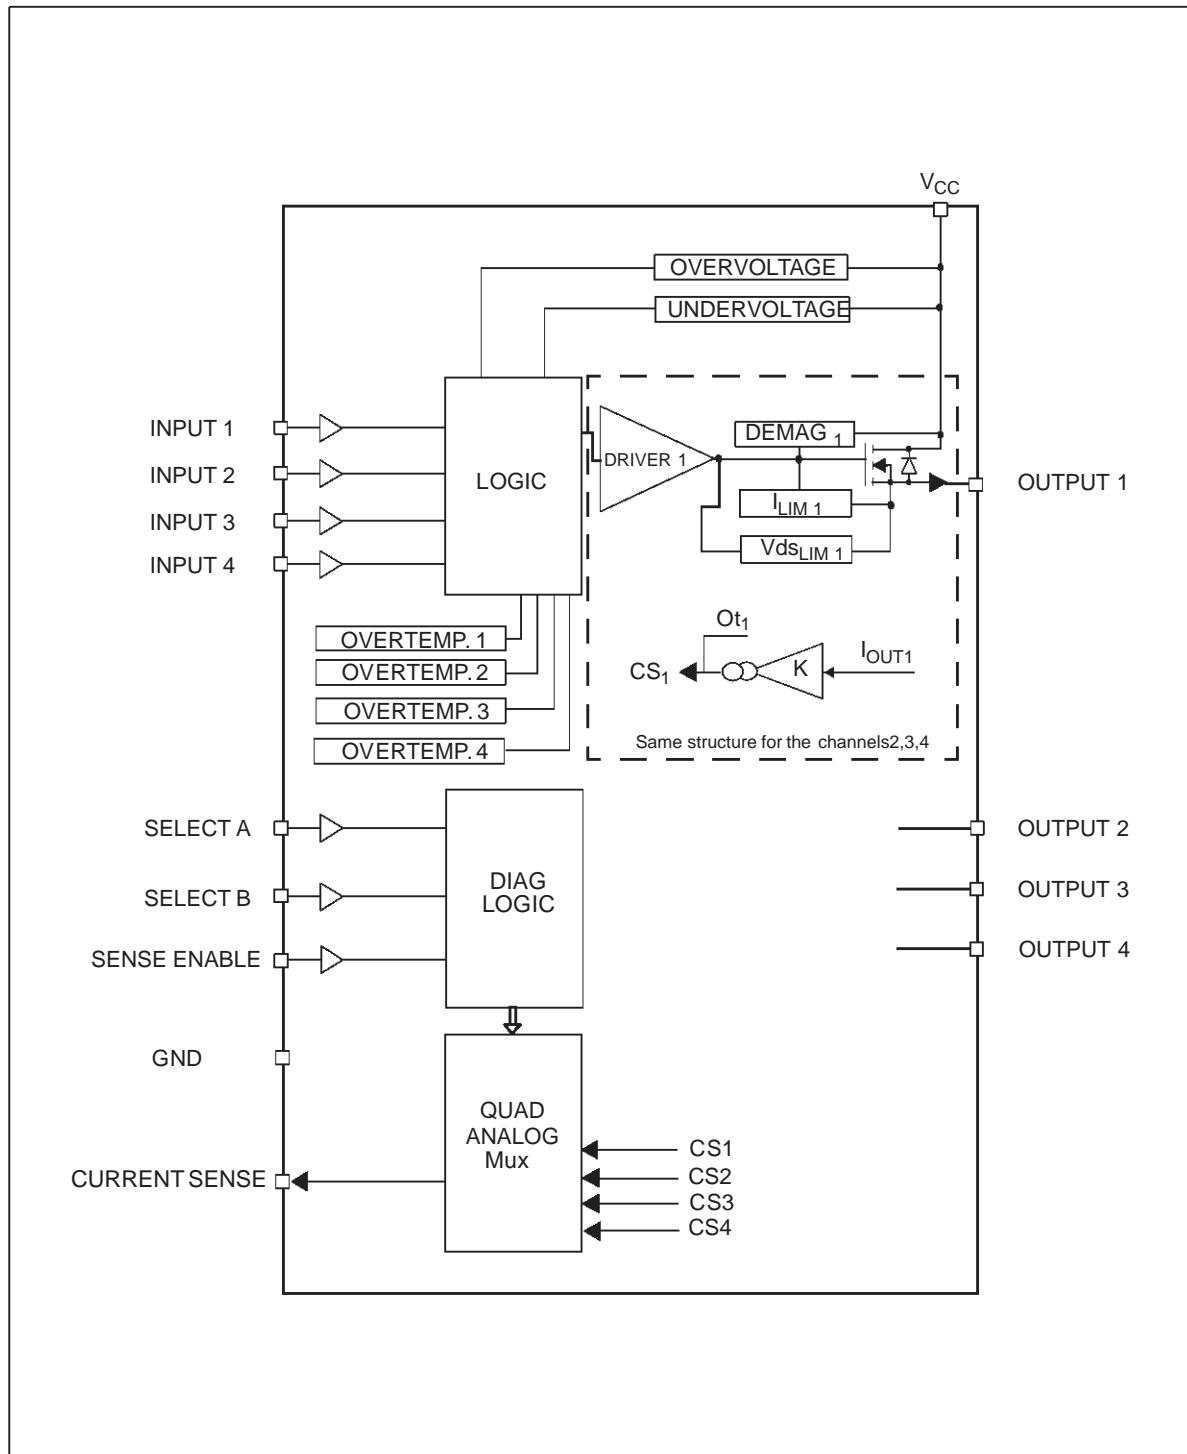 VCC
OVERVOLTAGE
UNDERVOLTAGE
INPUT 1
INPUT 2
INPUT 3
INPUT 4
LOGIC
DRIVER 1
DEMAG 1
ILIM 1
VdsLIM 1
OUTPUT 1
OVERTEMP. 1
OVERTEMP. 2
OVERTEMP. 3
OVERTEMP. 4
Ot1
CS1
K
IOUT1
Same structure for the channels2,3,4
SELECT A
SELECT B
SENSE ENABLE
DIAG
LOGIC
OUTPUT 2
OUTPUT 3
OUTPUT 4
GND
CURRENT SENSE
QUAD
ANALOG
Mux
CS1
CS2
CS3
CS4